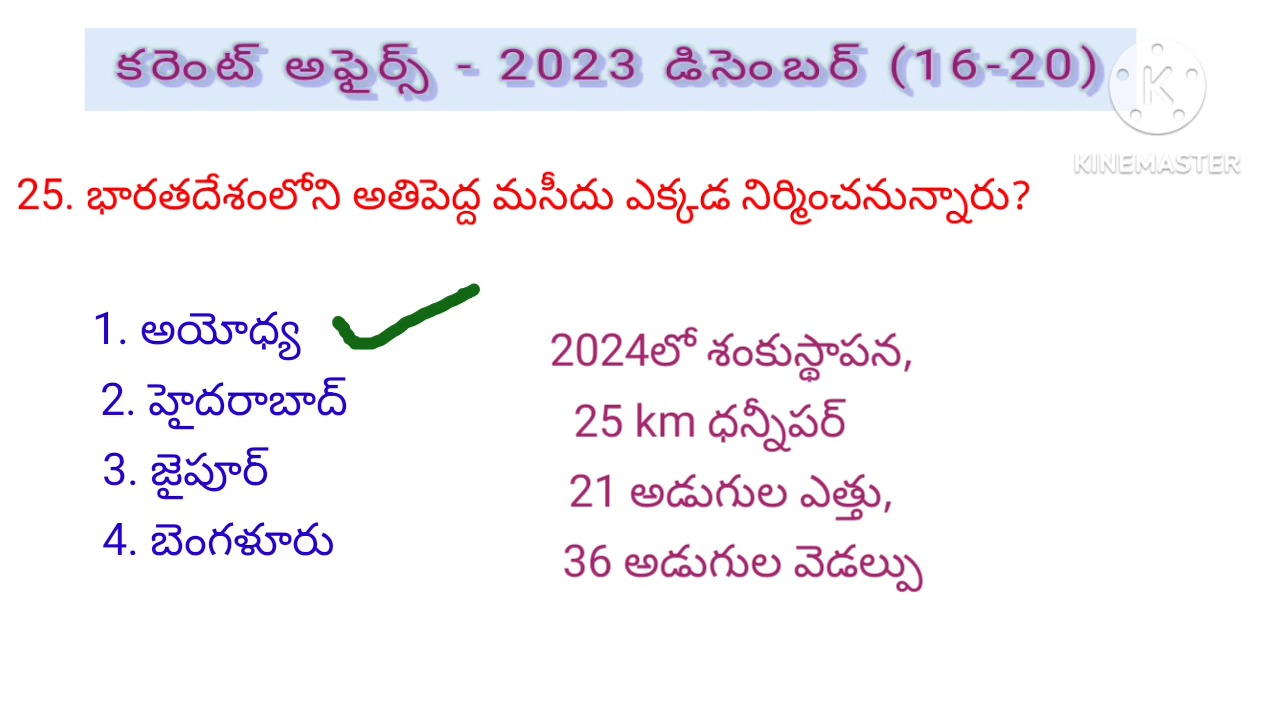 కరెంట్ అఫైర్స్ - 2023 డిసెంబర్ (16-20)
KINEMASTER
25. భారతదేశంలోని అతిపెద్ద మసీదు ఎక్కడ నిర్మించనున్నారు?
1. అయోధ్య
2. హైదరాబాద్
3. జైపూర్
4. బెంగళూరు
2024లో శంకుస్థాపన,
25 km ధన్నీపర్
21 అడుగుల ఎత్తు,
36 అడుగుల వెడల్పు